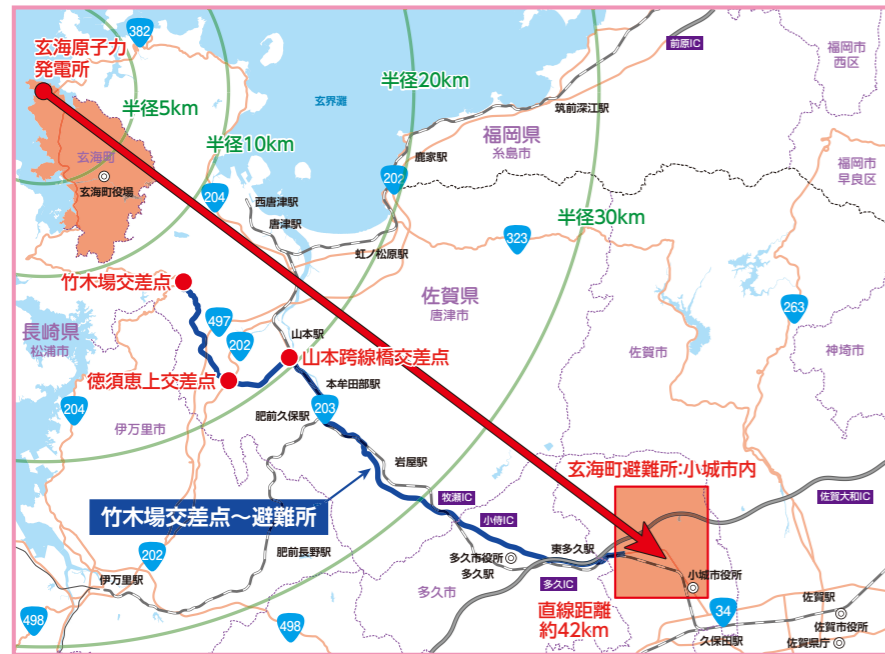 382
玄海原子力
発電所
前原IC
福岡市
西区
半径20km
半径5km
玄界灘
筑前深江駅
半径10km
福岡県
糸島市
鹿家駅
玄海町
玄海町役場
福岡市
早良区
202
204
西唐津駅
唐津駅
半径30km
323
虹ノ松原駅
竹木場交差点
佐賀県
唐津市
263
497
長崎県
松浦市
山本駅
202
佐賀市
神埼市
山本跨線橋交差点
徳須恵上交差点
本牟田部駅
204
203
肥前久保駅
伊万里市
岩屋駅
玄海町避難所:小城市内
牧瀬IC
佐賀大和IC
竹木場交差点～避難所
小侍IC
東多久駅
202
肥前長野駅
多久市役所
多久駅
多久IC
小城市役所
伊万里駅
多久市
直線距離
約42km
佐賀駅
34
498
498
佐賀市役所
久保田駅
佐賀県庁